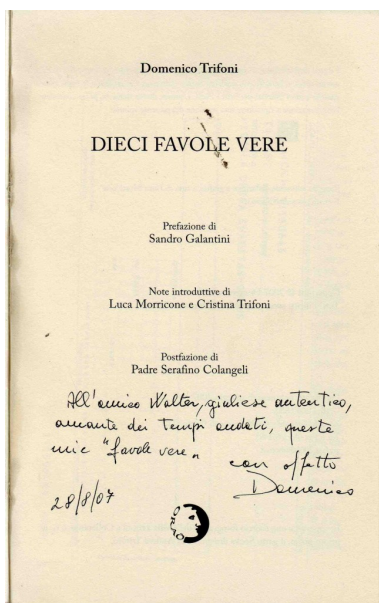 Domenico Trifoni
DIECI FAVOLE VERE
Prefazione di
Sandro Galantini
Note introduttive di
Luca Morricone e Cristina Trifoni
Postfazione di
Padre Serafino Colangeli
All'amico Walter, giuliese autentico,
amante dei tempi andati, queste
mie "favole vere"
con affetto
Domenico
28/8/07